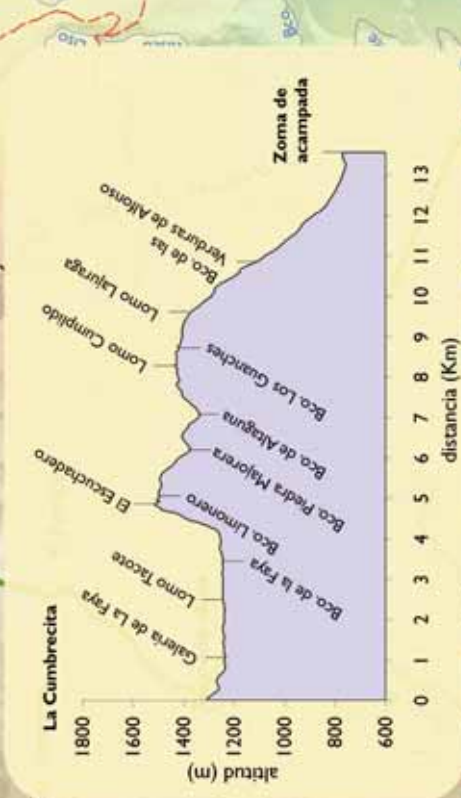 La Cumbrecita
Galería de La Faya
Lomo Tacote
El Escuchadero
Lomo Cumplido
Lomo Lajuraga
Bco. de las
Verduras de Alfonso
Zoma de
acampada
Bco. de la Faya
Bco. Limonero
Bco. Piedra Majorera
Bco. de Altaguna
Bco. Los Guanches
altitud (m)
1800
1600
1400
1200
1000
800
600
0 1 2 3 4 5 6 7 8 9 10 11 12 13
distancia (Km)
Bco.